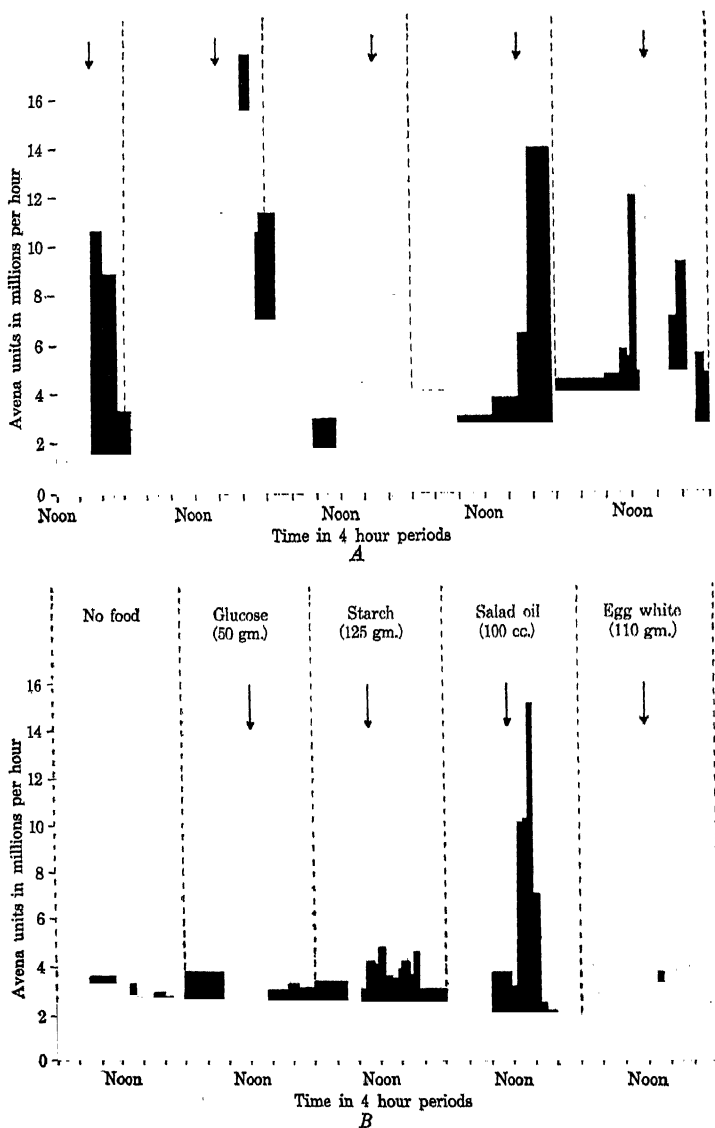 16
14
12
10
8
6
4
2
0
Avena units in millions per hour
Noon Noon Noon Noon Noon
Time in 4 hour periods
A
No food Glucose (50 gm.) Starch (125 gm.) Salad oil (100 cc.) Egg white (110 gm.)
16
14
12
10
8
6
4
2
0
Avena units in millions per hour
Noon Noon Noon Noon Noon
Time in 4 hour periods
B